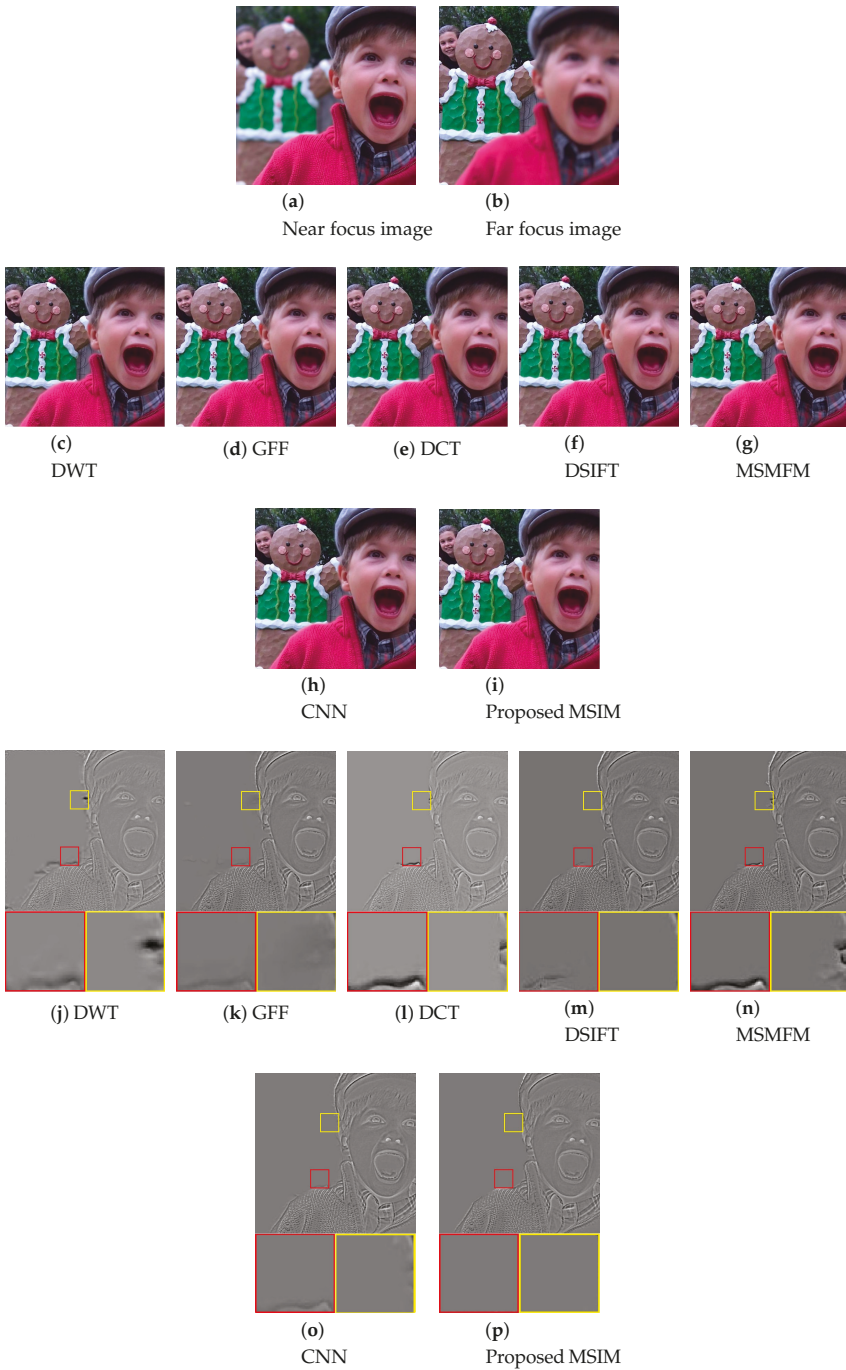 (a)
Near focus image
(b)
Far focus image
(c)
DWT
(d) GFF
(e) DCT
(f)
DSIFT
(g)
MSMFM
(h)
CNN
(i)
Proposed MSIM
(j) DWT
(k) GFF
(l) DCT
(m)
DSIFT
(n)
MSMFM
(o)
CNN
(p)
Proposed MSIM